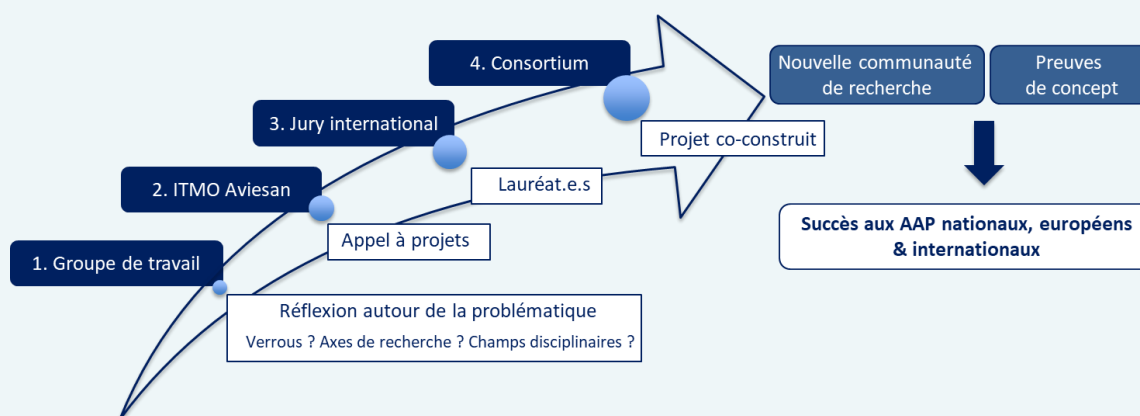 4. Consortium
3. Jury international
2. ITMO Aviesan
1. Groupe de travail
Projet co-construit
Lauréat.e.s
Appel à projets
Réflexion autour de la problématique
Verrous ? Axes de recherche ? Champs disciplinaires ?
Nouvelle communauté
de recherche
Preuves
de concept
Succès aux AAP nationaux, européens
& internationaux